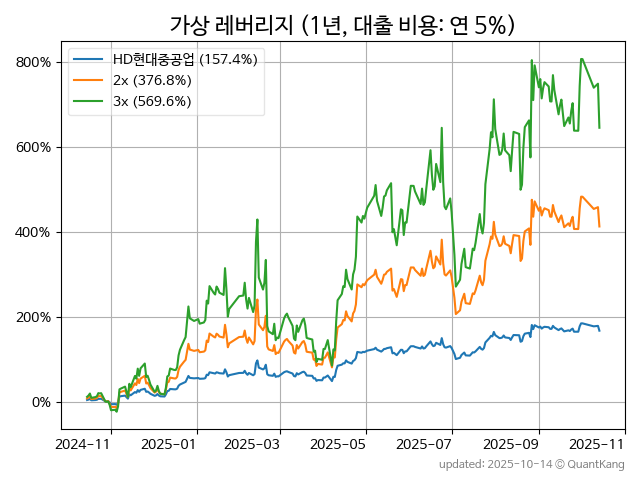 가상 레버리지 (1년, 대출 비용: 연 5%)
HD현대중공업 (157.4%)
2x (376.8%)
3x (569.6%)
800%
600%
400%
200%
0%
2024-11 2025-01 2025-03 2025-05 2025-07 2025-09 2025-11
updated: 2025-10-14 © QuantKang